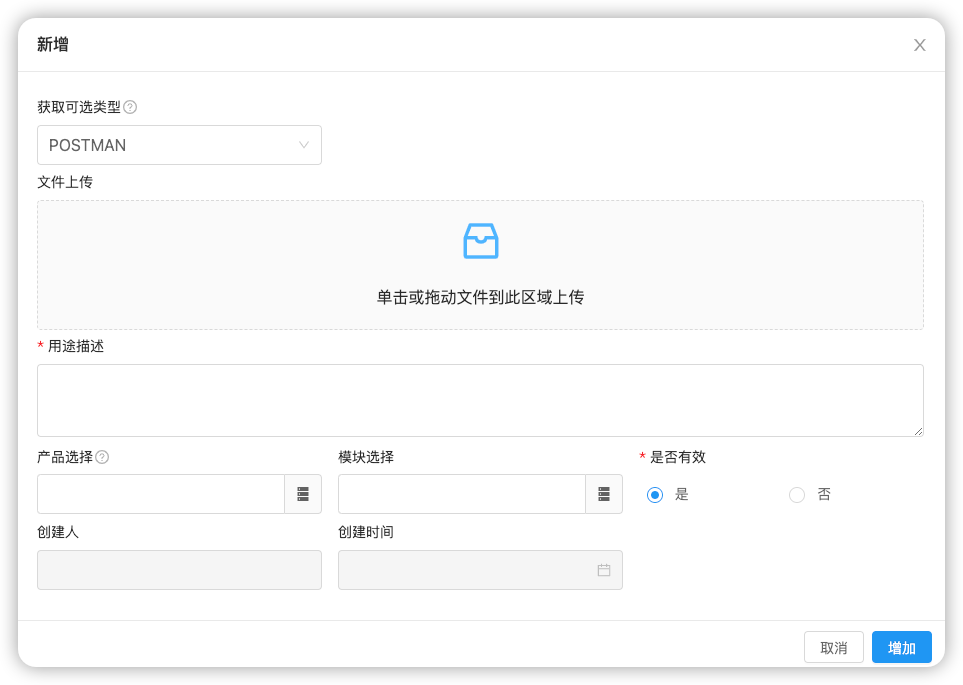 新增
获取可选类型
POSTMAN
文件上传
单击或拖动文件到此区域上传
* 用途描述
产品选择 模块选择 * 是否有效
是 否
创建人 创建时间
取消 增加